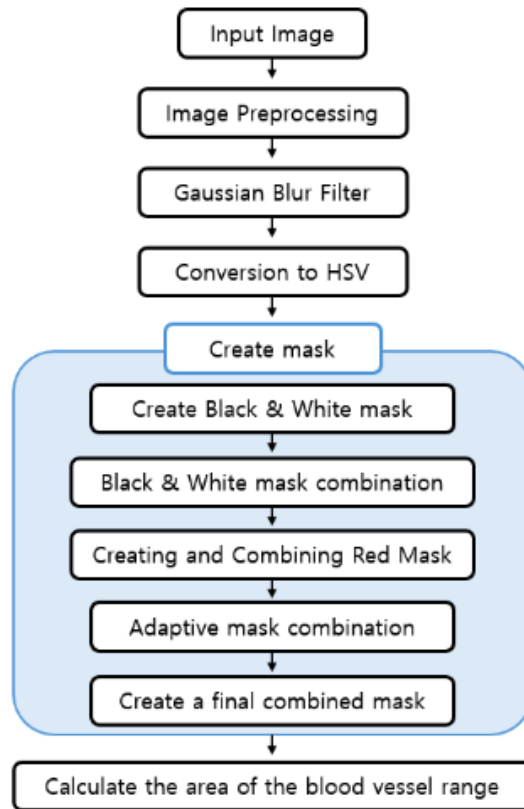 Input Image
Image Preprocessing
Gaussian Blur Filter
Conversion to HSV
Create mask
Create Black & White mask
Black & White mask combination
Creating and Combining Red Mask
Adaptive mask combination
Create a final combined mask
Calculate the area of the blood vessel range